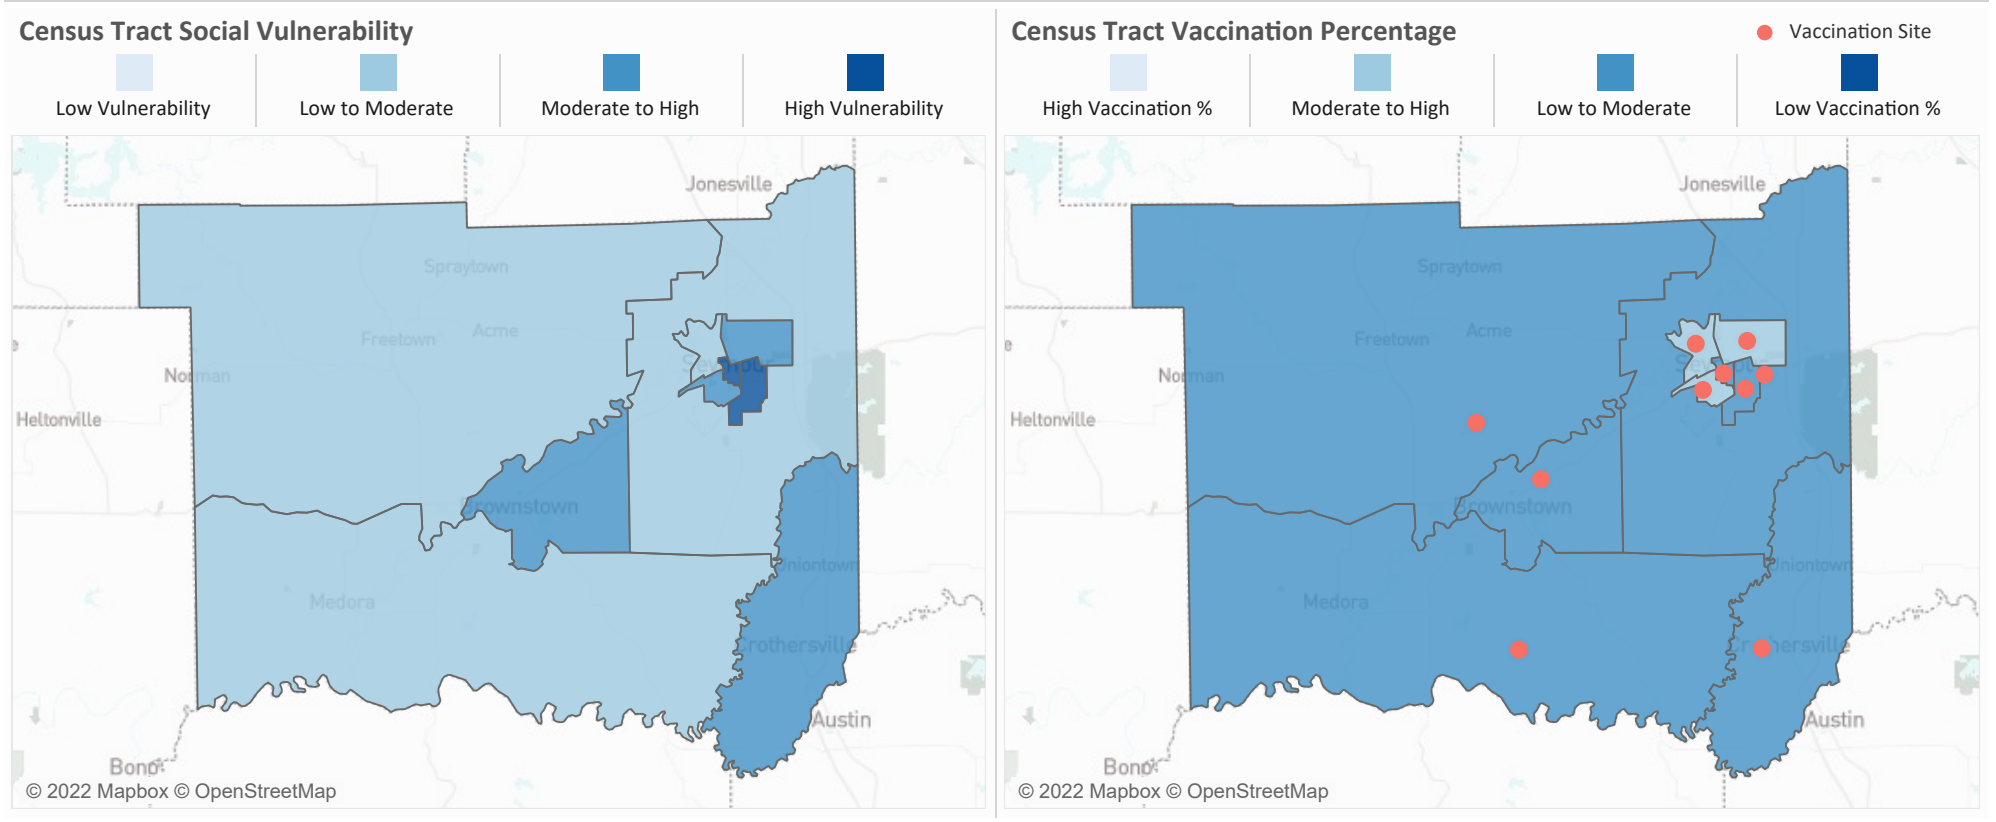 Census Tract Social Vulnerability
Low Vulnerability
Low to Moderate
Moderate to High
High Vulnerability
Jonesville
Spraytown
Acme
Freetown
Seymour
Norman
Heltonville
Brownstown
Uniontown
Medora
Crothersville
Austin
Bono
© 2022 Mapbox © OpenStreetMap
Census Tract Vaccination Percentage
Vaccination Site
High Vaccination %
Moderate to High
Low to Moderate
Low Vaccination %
Jonesville
Spraytown
Acme
Freetown
Norman
Heltonville
Brownstown
Uniontown
Medora
Crothersville
Austin
Bono
© 2022 Mapbox © OpenStreetMap